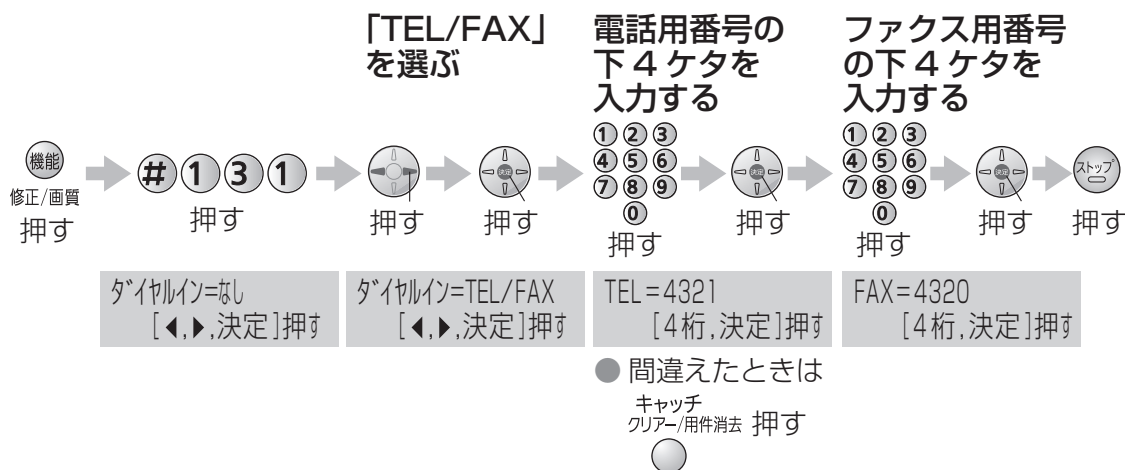 「TEL/FAX」
を選ぶ
電話用番号の
下4ケタを
入力する
ファクス用番号
の下4ケタを
入力する
機能
修正/画質
押す
# 1 3 1
押す
押す
決定
押す
1 2 3
4 5 6
7 8 9
0
押す
決定
押す
1 2 3
4 5 6
7 8 9
0
押す
決定
押す
ストップ
押す
ダイヤルイン=なし
[◀,▶,決定]押す
ダイヤルイン=TEL/FAX
[◀,▶,決定]押す
TEL=4321
[4桁,決定]押す
FAX=4320
[4桁,決定]押す
● 間違えたときは
キャッチ
クリアー/用件消去 押す